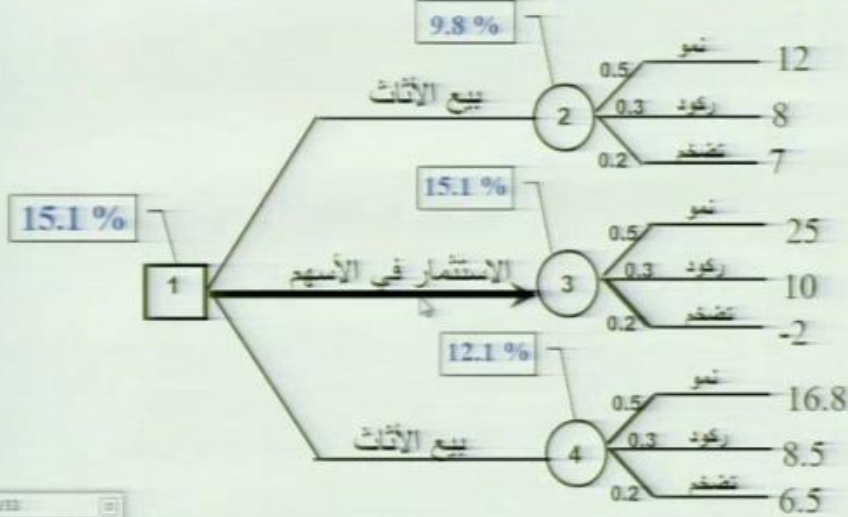 9.8 %
بيع الأثاث
2
0.5 نمو 12
0.3 ركود 8
0.2 تضخم 7
15.1 %
15.1 %
1
الاستثمار في الأسهم
3
0.5 نمو 25
0.3 ركود 10
0.2 تضخم -2
12.1 %
بيع الأثاث
4
0.5 نمو 16.8
0.3 ركود 8.5
0.2 تضخم 6.5